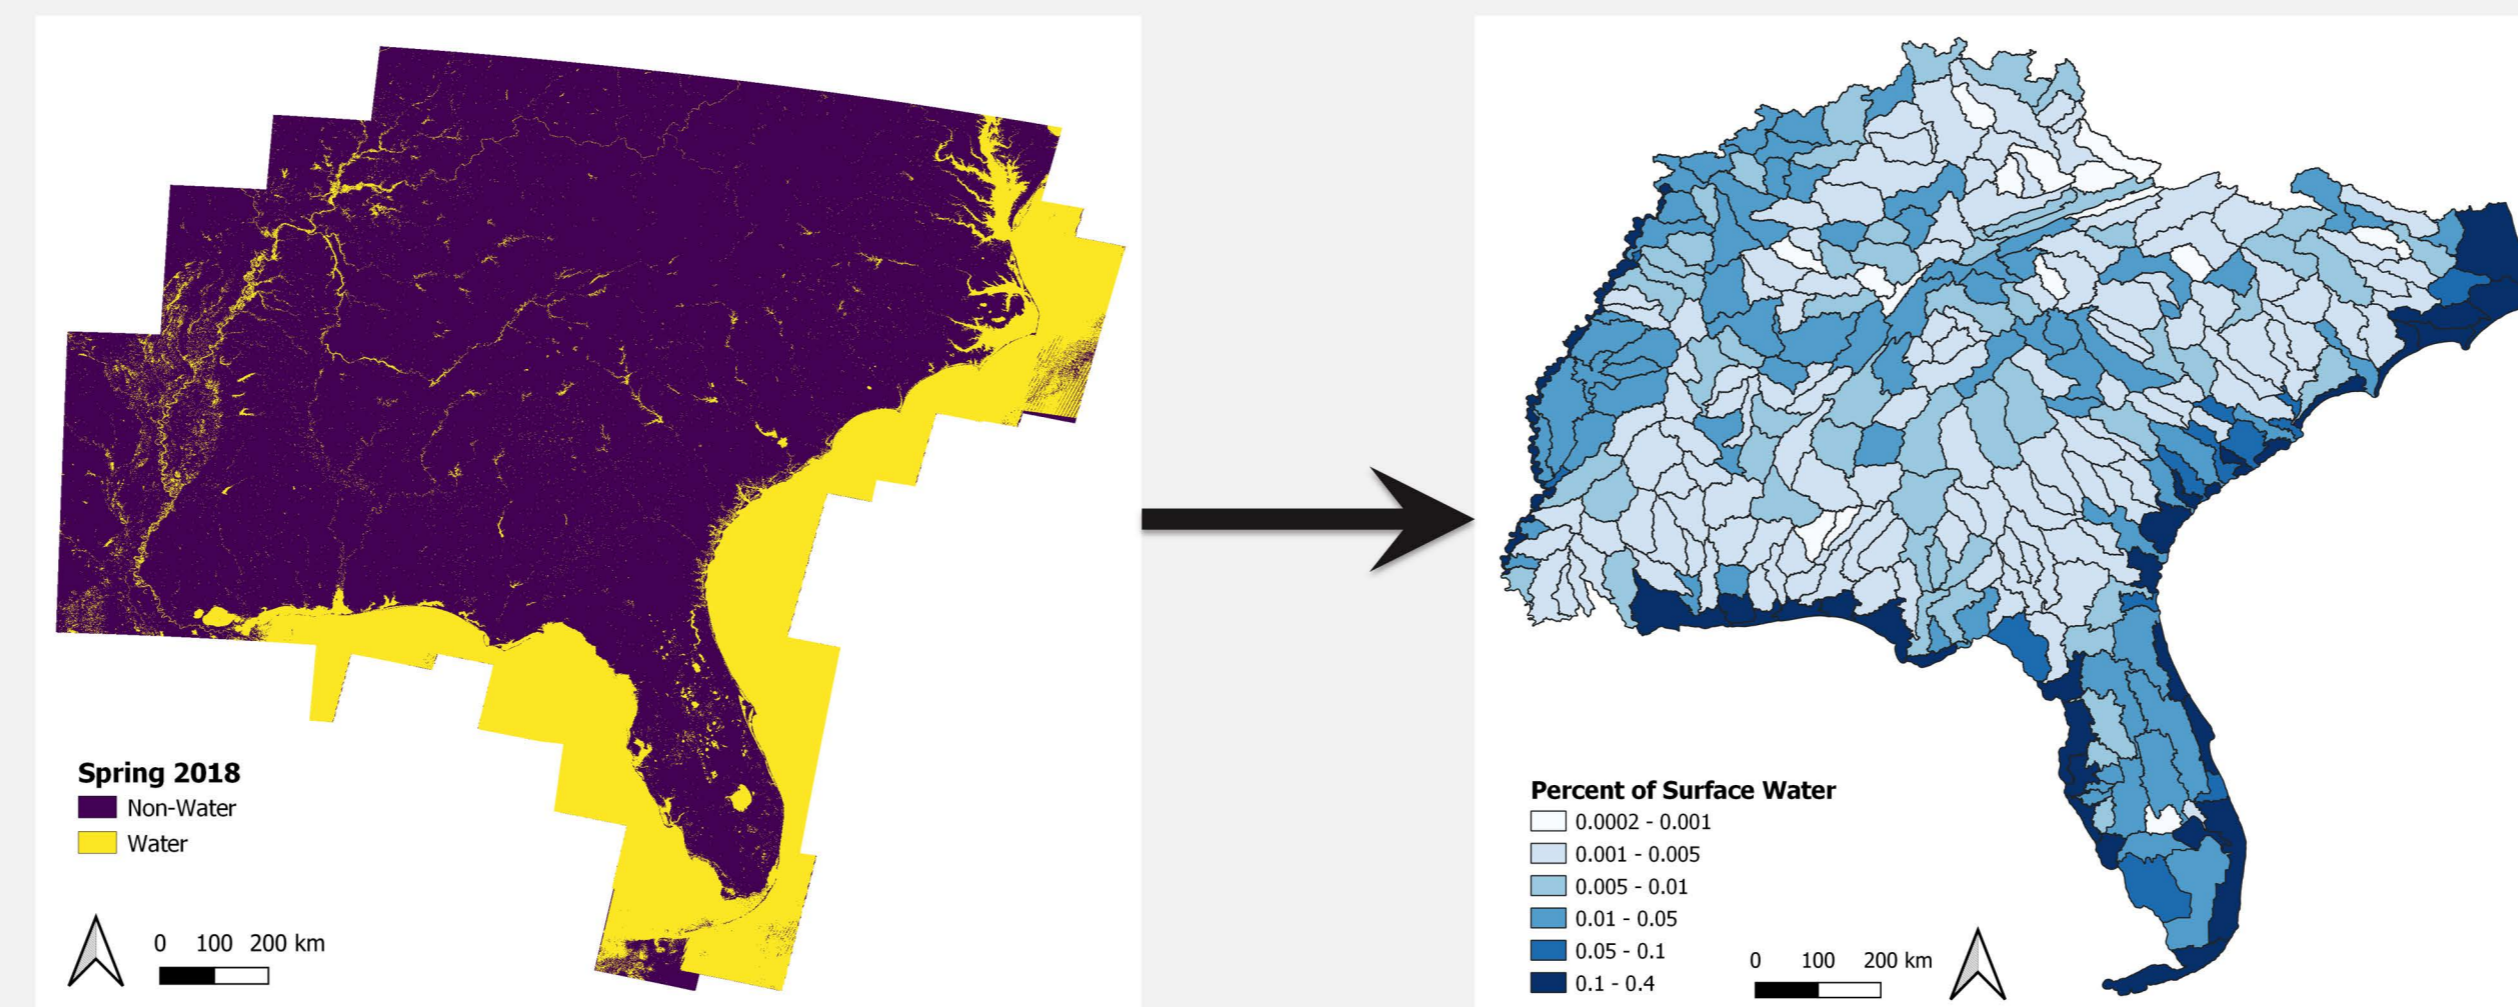 Spring 2018
Non-Water
Water
0 100 200 km
Percent of Surface Water
0.0002 - 0.001
0.001 - 0.005
0.005 - 0.01
0.01 - 0.05
0.05 - 0.1
0.1 - 0.4
0 100 200 km